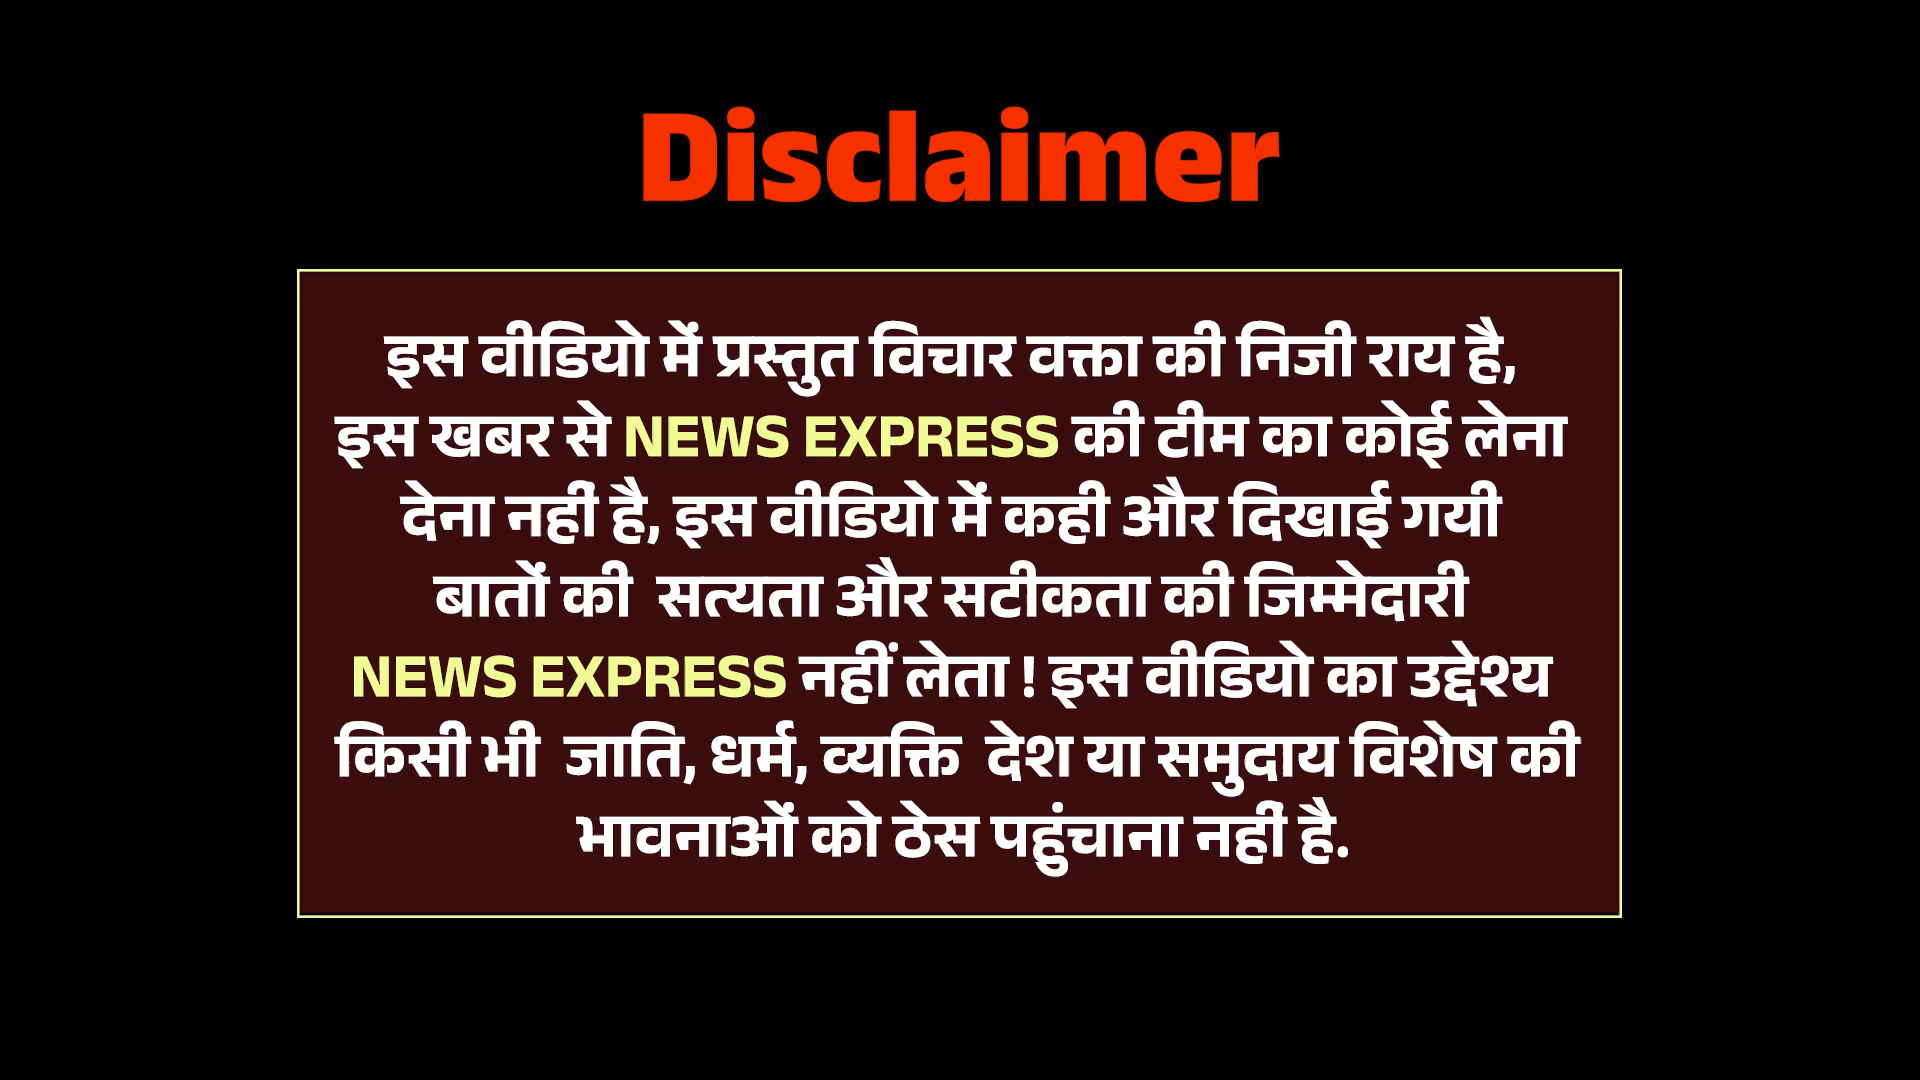 Disclaimer
इस वीडियो में प्रस्तुत विचार वक्ता की निजी राय है,
इस खबर से NEWS EXPRESS की टीम का कोई लेना
देना नहीं है, इस वीडियो में कही और दिखाई गयी
बातों की सत्यता और सटीकता की जिम्मेदारी
NEWS EXPRESS नहीं लेता ! इस वीडियो का उद्देश्य
किसी भी जाति, धर्म, व्यक्ति देश या समुदाय विशेष की
भावनाओं को ठेस पहुंचाना नहीं है.